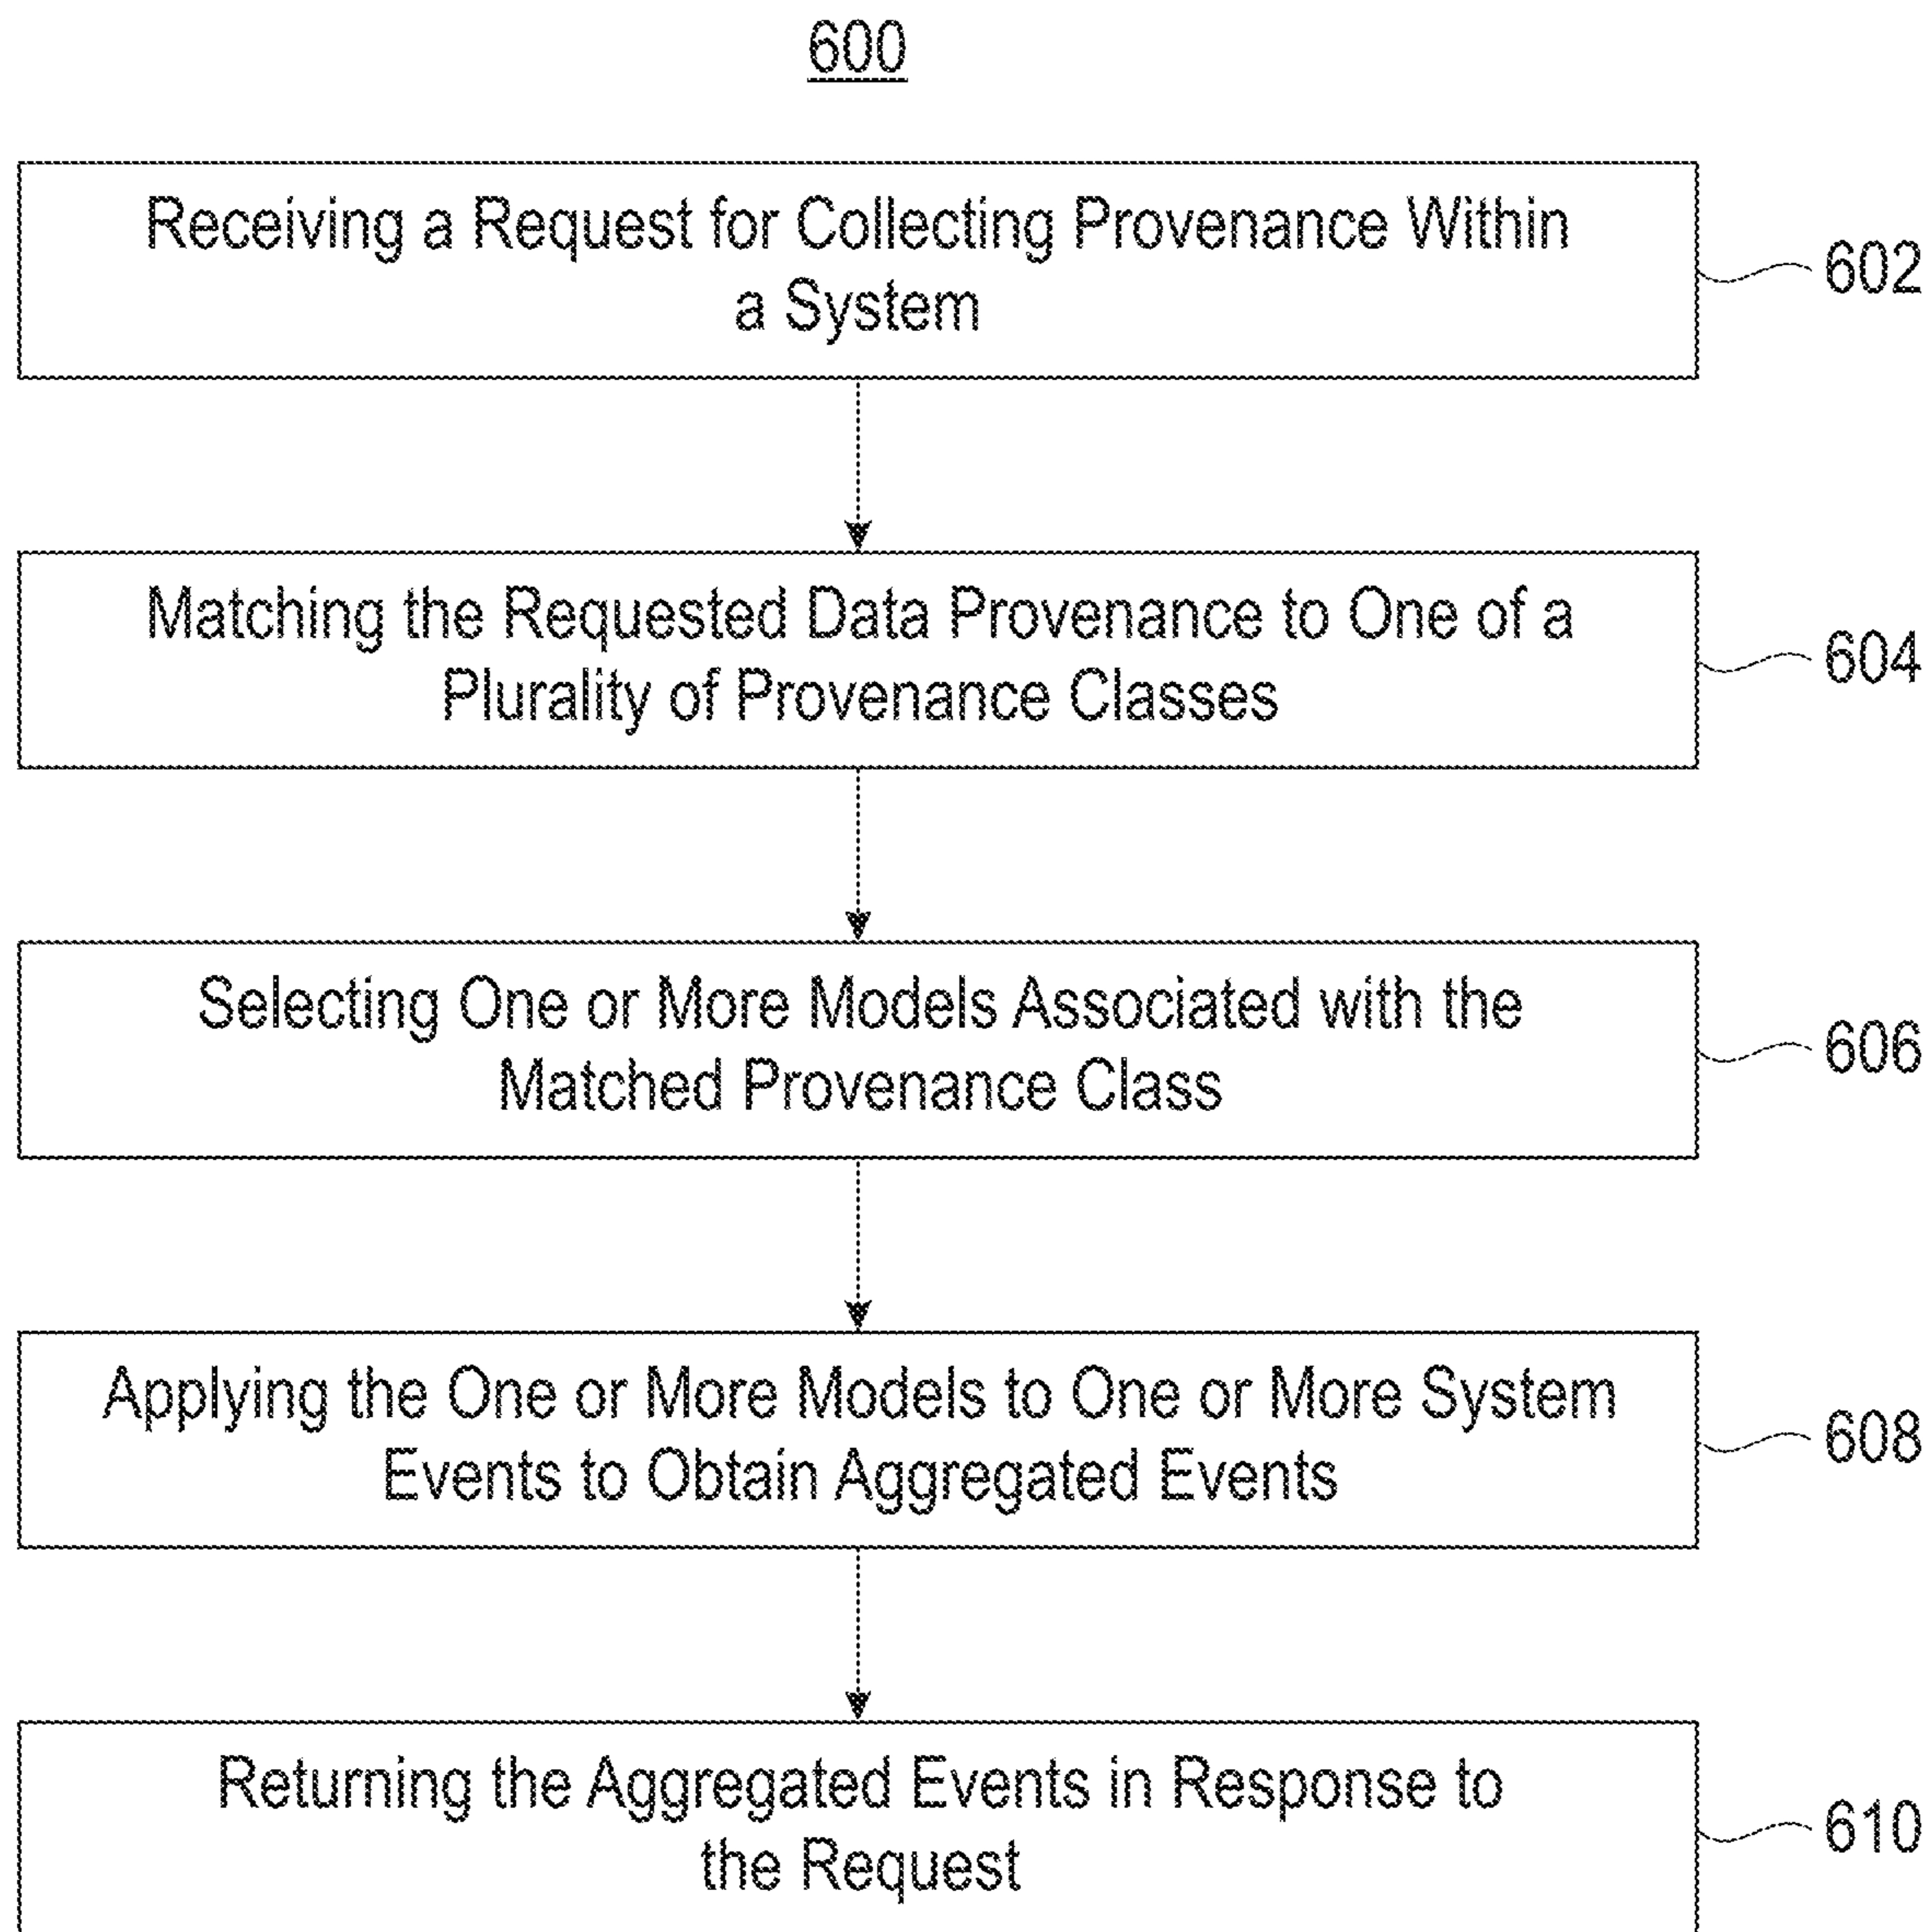 600
Receiving a Request for Collecting Provenance Within
a System
602
Matching the Requested Data Provenance to One of a
Plurality of Provenance Classes
604
Selecting One or More Models Associated with the
Matched Provenance Class
606
Applying the One or More Models to One or More System
Events to Obtain Aggregated Events
608
Returning the Aggregated Events in Response to
the Request
610